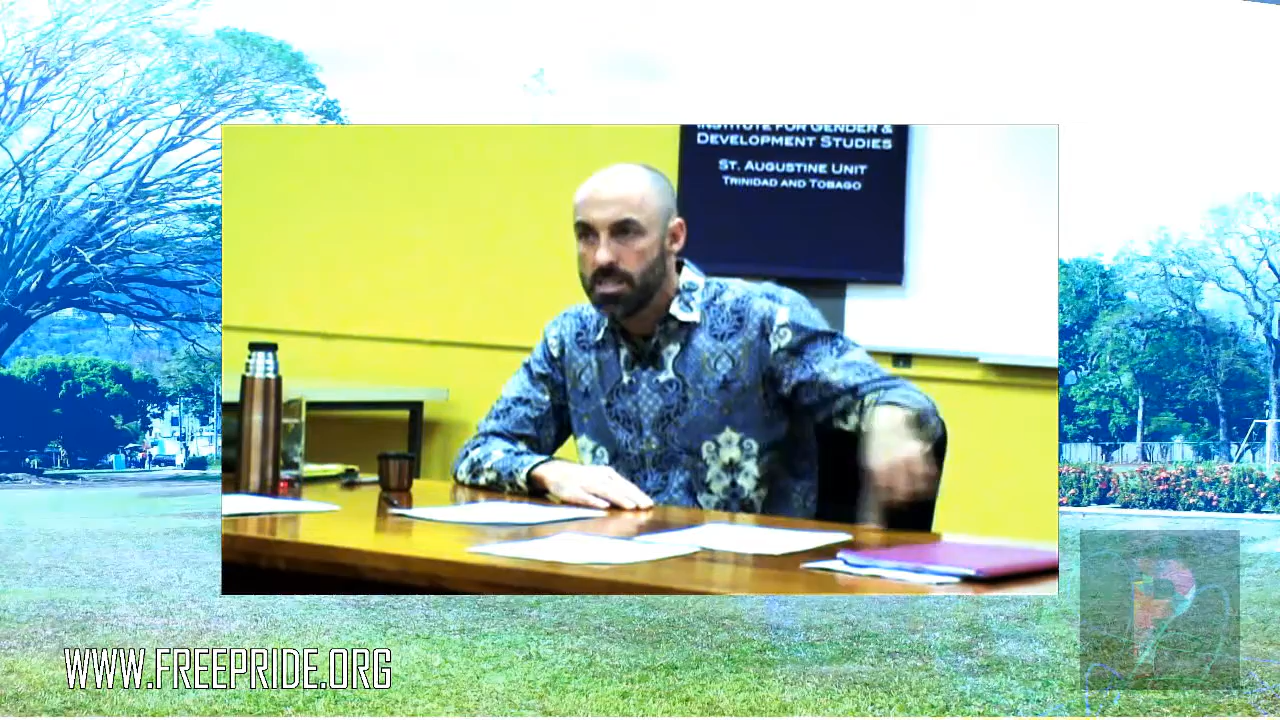 INSTITUTE FOR GENDER &
DEVELOPMENT STUDIES
ST. AUGUSTINE UNIT
TRINIDAD AND TOBAGO
WWW.FREEPRIDE.ORG